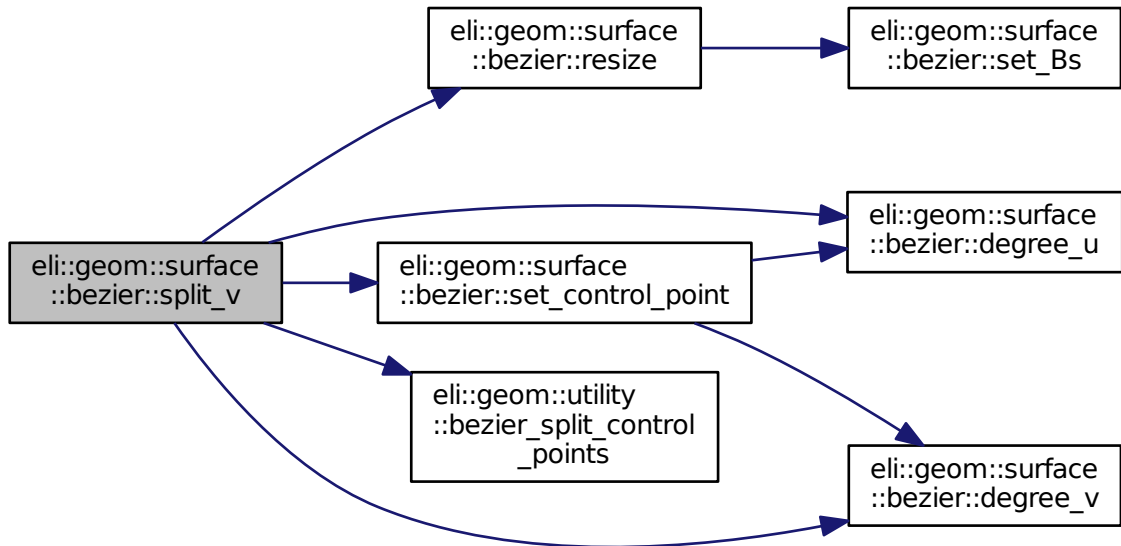 eli::geom::surface
::bezier::resize
eli::geom::surface
::bezier::set_Bs
eli::geom::surface
::bezier::degree_u
eli::geom::surface
::bezier::split_v
eli::geom::surface
::bezier::set_control_point
eli::geom::utility
::bezier_split_control
_points
eli::geom::surface
::bezier::degree_v